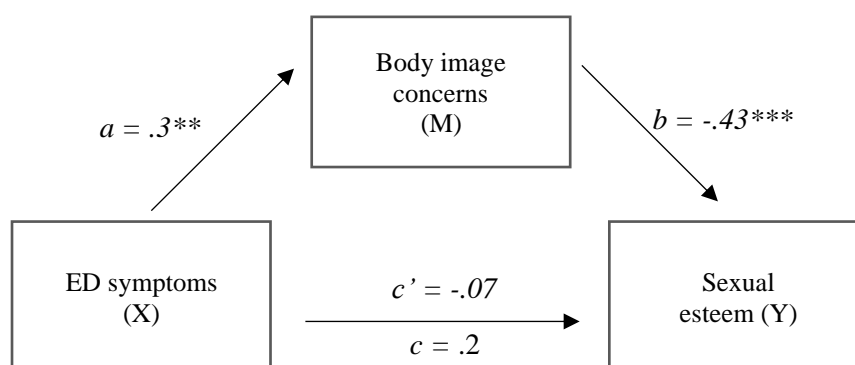 Body image
concerns
(M)
a = .3**
b = -.43***
ED symptoms
(X)
c’ = -.07
c = .2
Sexual
esteem (Y)